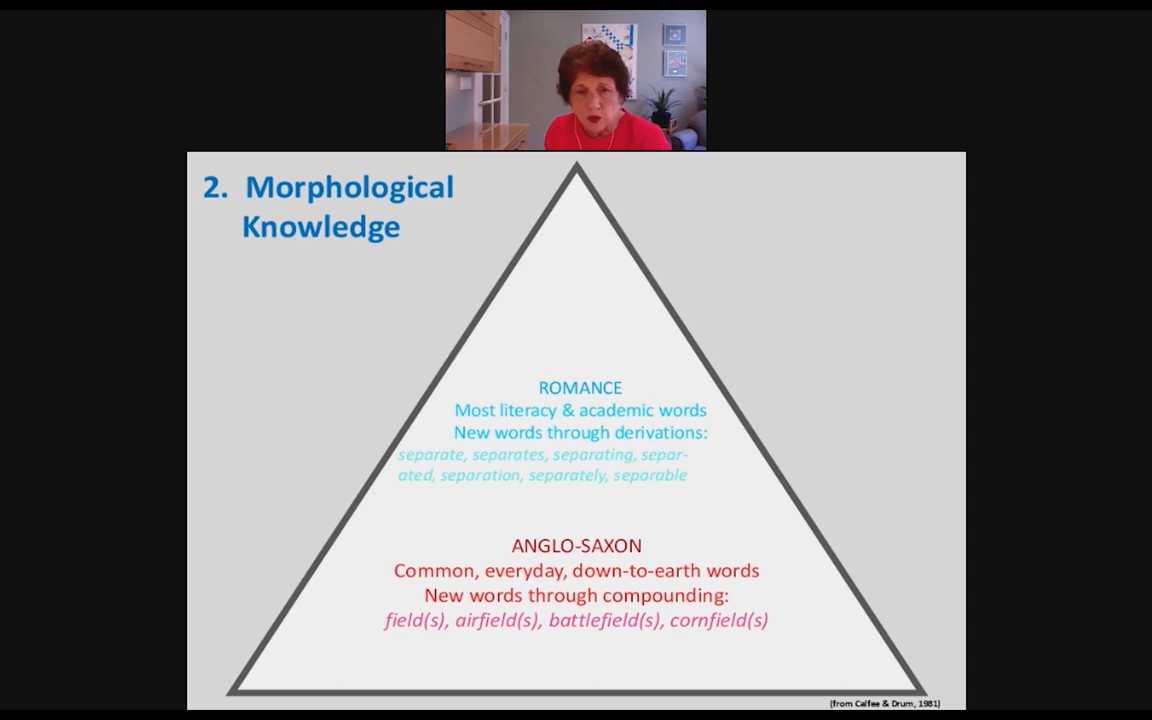 2. Morphological
Knowledge
ROMANCE
Most literacy & academic words
New words through derivations:
separate, separates, separating, separ-
ated, separation, separately, separable
ANGLO-SAXON
Common, everyday, down-to-earth words
New words through compounding:
field(s), airfield(s), battlefield(s), cornfield(s)
(from Calfee & Drum, 1981)